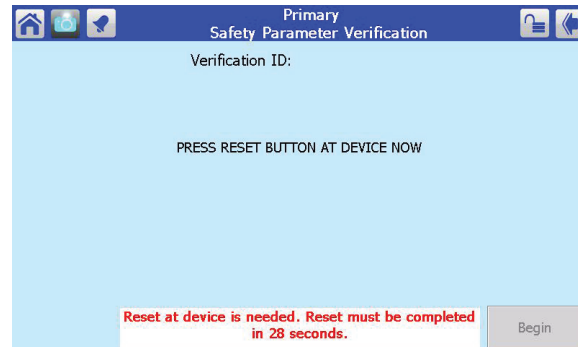 Primary
Safety Parameter Verification
Verification ID:
PRESS RESET BUTTON AT DEVICE NOW
Reset at device is needed. Reset must be completed
in 28 seconds.
Begin